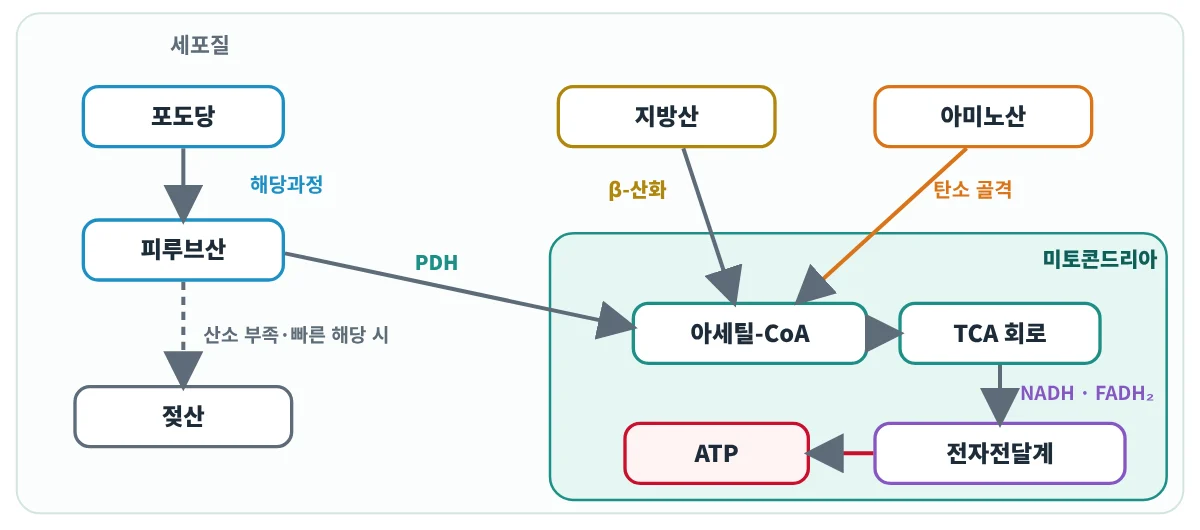 세포질
포도당
지방산
아미노산
해당과정
β-산화
탄소 골격
피루브산
PDH
미토콘드리아
산소 부족·빠른 해당 시
아세틸-CoA
TCA 회로
NADH · FADH₂
젖산
ATP
전자전달계